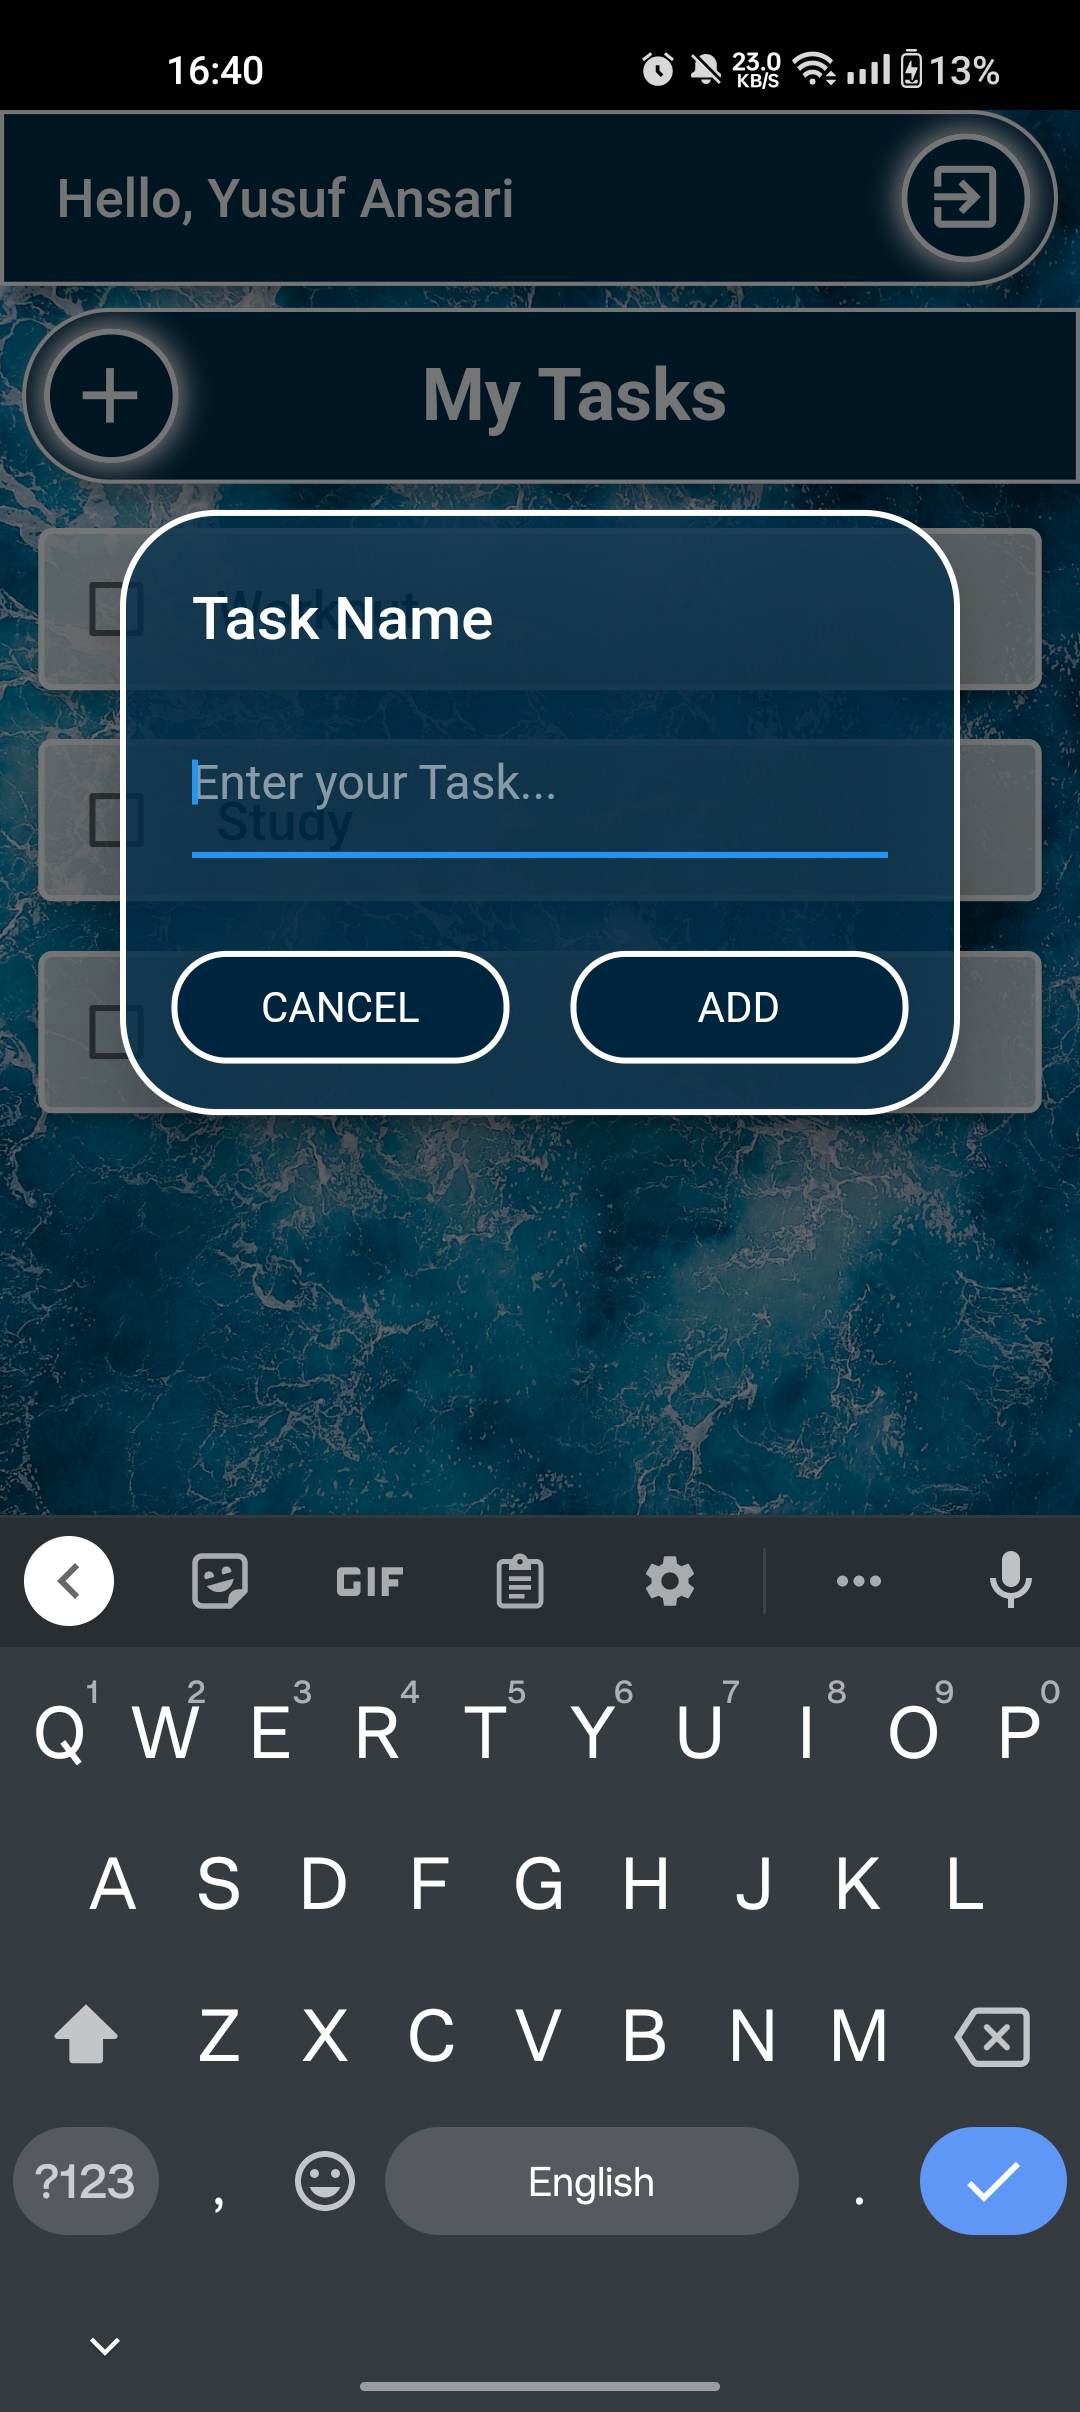 16:40 23.0 KB/S 13%
Hello, Yusuf Ansari
My Tasks
Workout
Task Name
Enter your Task...
Study
CANCEL ADD
GIF
1 2 3 4 5 6 7 8 9 0
Q W E R T Y U I O P
A S D F G H J K L
Z X C V B N M
?123 , English .